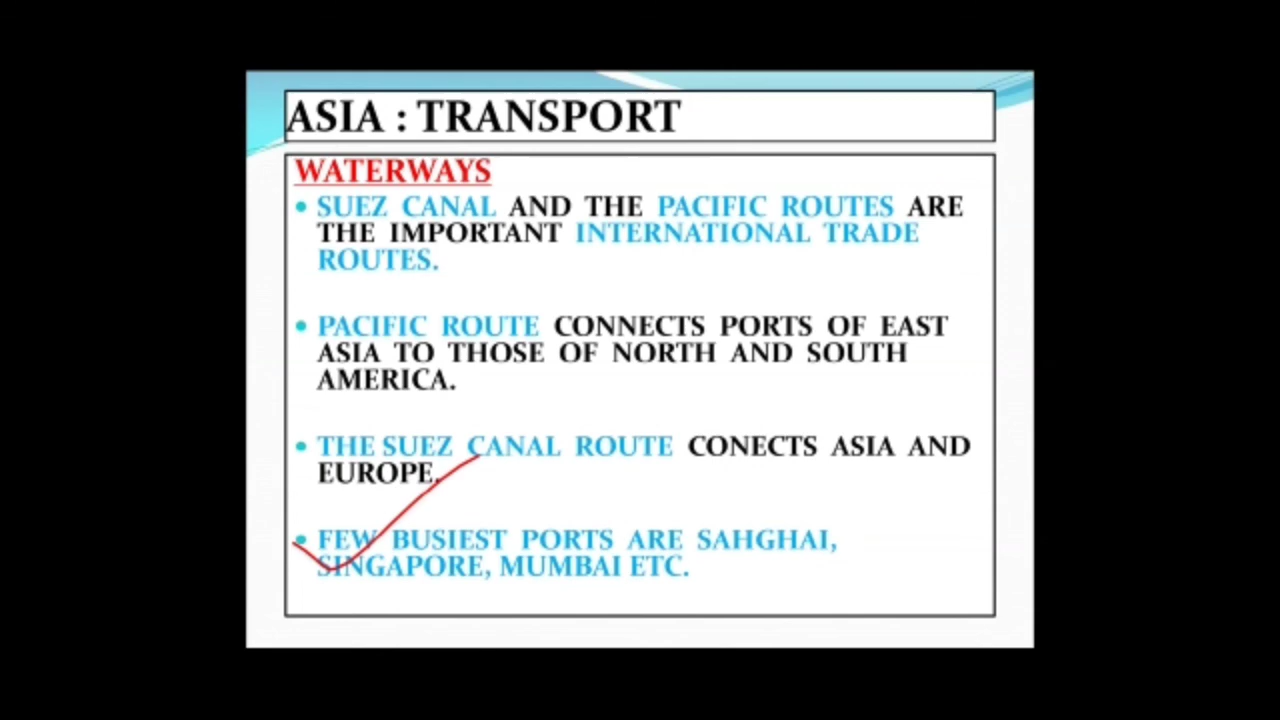 ASIA : TRANSPORT
WATERWAYS
• SUEZ CANAL AND THE PACIFIC ROUTES ARE
THE IMPORTANT INTERNATIONAL TRADE
ROUTES.
• PACIFIC ROUTE CONNECTS PORTS OF EAST
ASIA TO THOSE OF NORTH AND SOUTH
AMERICA.
• THE SUEZ CANAL ROUTE CONECTS ASIA AND
EUROPE.
• FEW BUSIEST PORTS ARE SAHGHAI,
SINGAPORE, MUMBAI ETC.